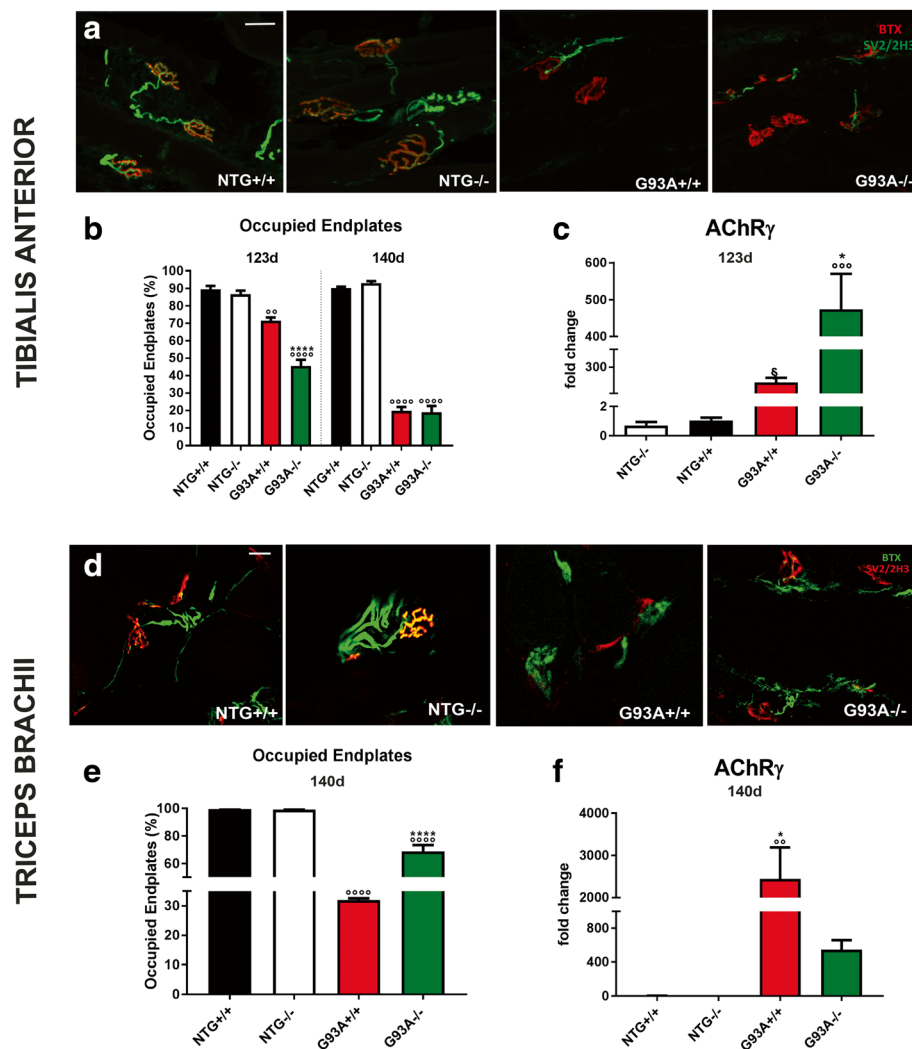 TIBIALIS ANTERIOR
a
BTX
SV2/2H3
NTG+/+
NTG-/-
G93A+/+
G93A-/-
b
Occupied Endplates
123d
140d
Occupied Endplates (%)
100
90
80
70
60
50
40
30
20
10
0
°°
****
°°°°
°°°°
°°°°
NTG+/+
NTG-/-
G93A+/+
G93A-/-
NTG+/+
NTG-/-
G93A+/+
G93A-/-
c
AChRγ
123d
fold change
600
400
300
2
0
§
*
°°°
NTG-/-
NTG+/+
G93A+/+
G93A-/-
TRICEPS BRACHII
d
BTX
SV2/2H3
NTG+/+
NTG-/-
G93A+/+
G93A-/-
e
Occupied Endplates
140d
Occupied Endplates (%)
100
80
60
30
20
10
0
°°°°
****
°°°°
NTG+/+
NTG-/-
G93A+/+
G93A-/-
f
AChRγ
140d
fold change
4000
3000
2000
800
400
0
*
°°
NTG+/+
NTG-/-
G93A+/+
G93A-/-